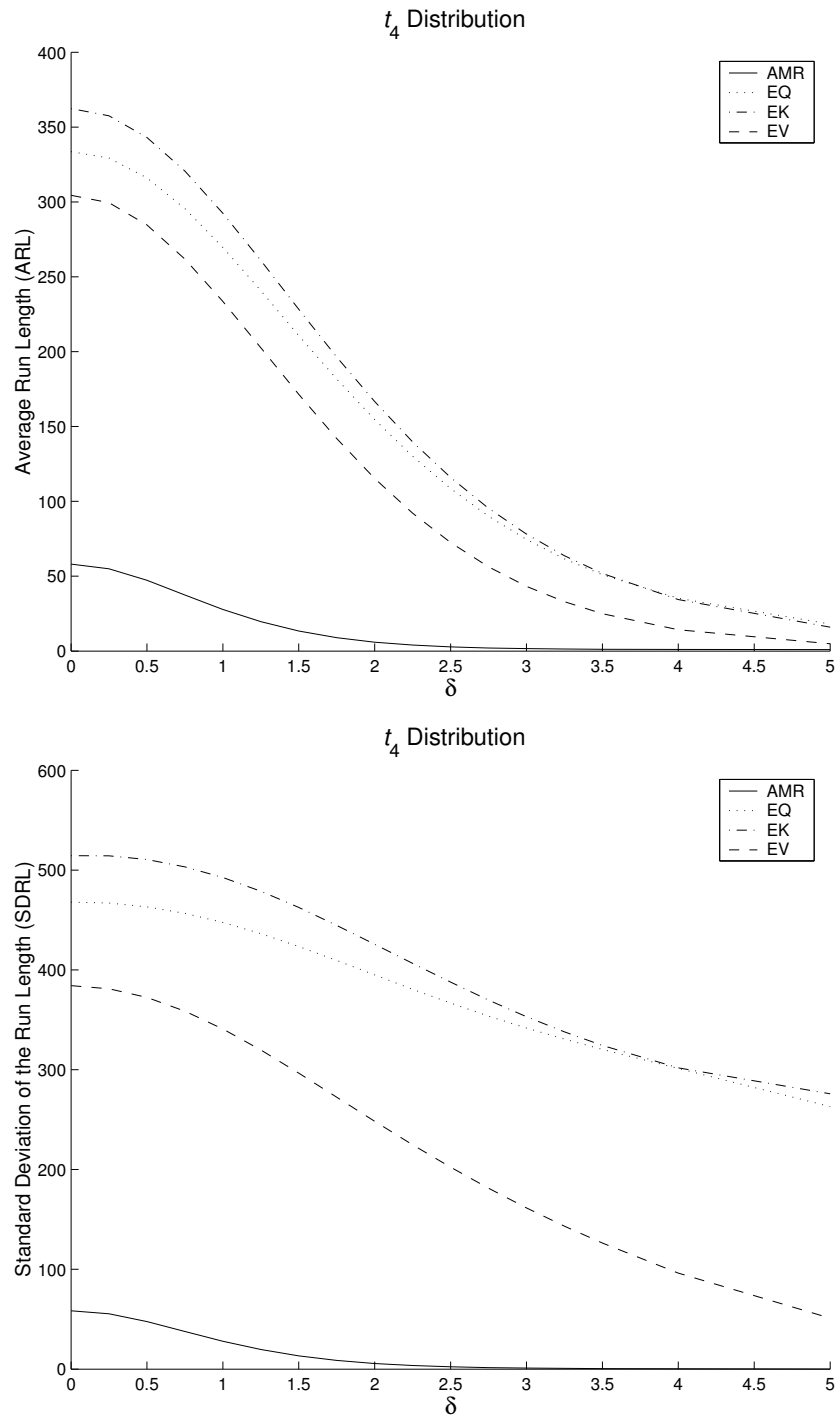 t4 Distribution
400
350
300
250
200
150
100
50
0
Average Run Length (ARL)
AMR
EQ
EK
EV
0 0.5 1 1.5 2 2.5 3 3.5 4 4.5 5
δ
t4 Distribution
600
500
400
300
200
100
0
Standard Deviation of the Run Length (SDRL)
AMR
EQ
EK
EV
0 0.5 1 1.5 2 2.5 3 3.5 4 4.5 5
δ